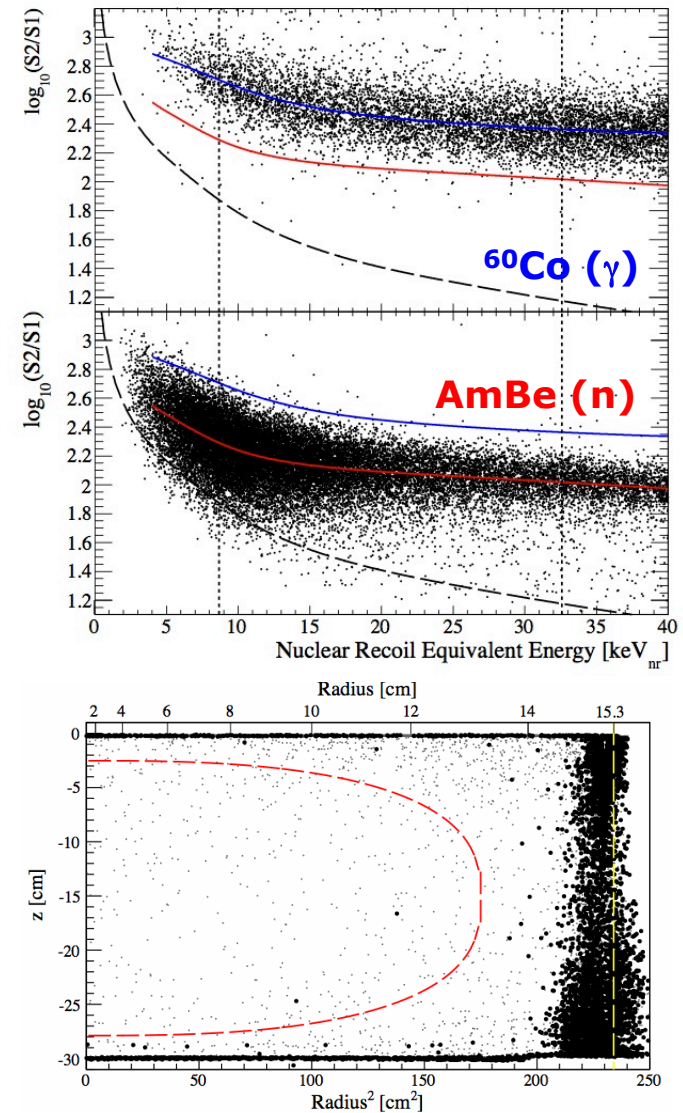 log10(S2/S1)
2.8
2.6
2.4
2.2
2
1.8
1.6
1.4
1.2
60Co (γ)
log10(S2/S1)
2.8
2.6
2.4
2.2
2
1.8
1.6
1.4
1.2
AmBe (n)
0 5 10 15 20 25 30 35 40
Nuclear Recoil Equivalent Energy [keVnr]
Radius [cm]
2 4 6 8 10 12 14 15.3
z [cm]
0
-5
-10
-15
-20
-25
-30
0 50 100 150 200 250
Radius2 [cm2]